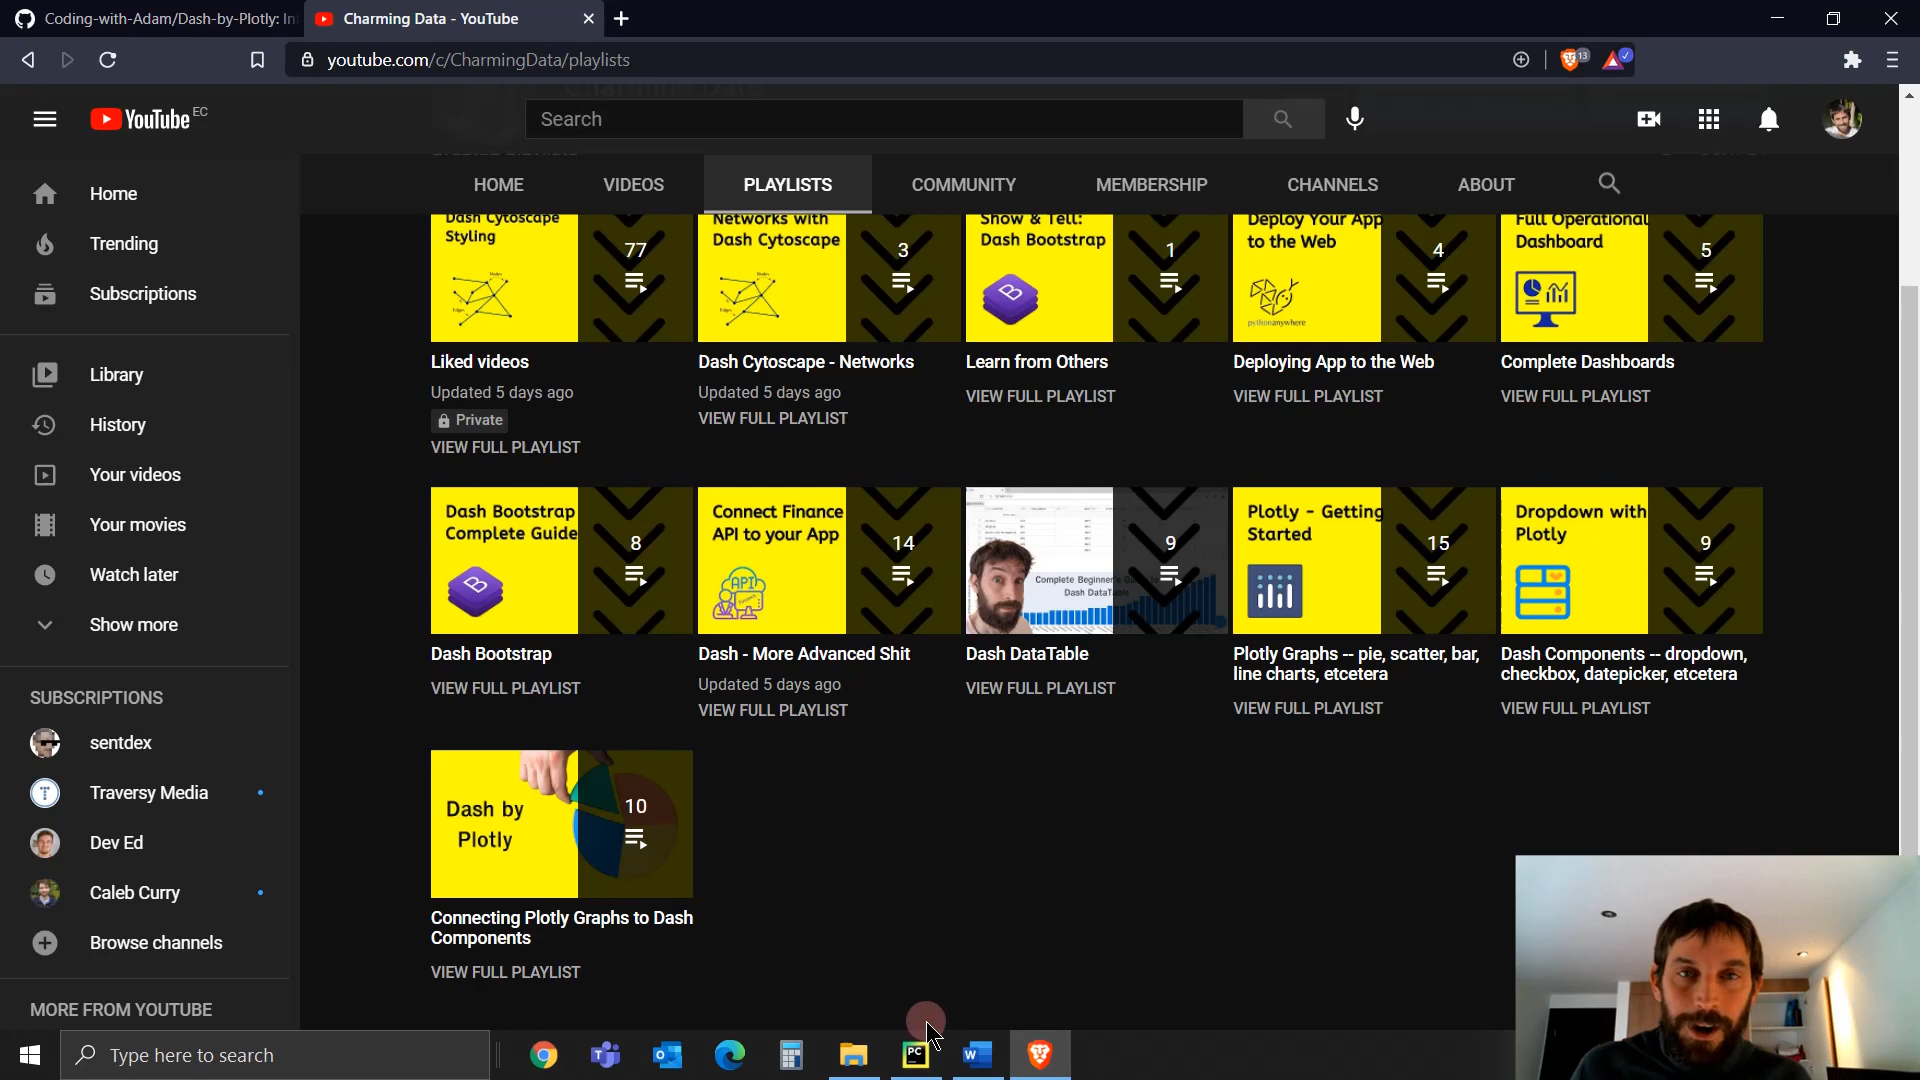 Coding-with-Adam/Dash-by-Plotly: In
Charming Data - YouTube
youtube.com/c/CharmingData/playlists
13
YouTube EC
Search
Home
Trending
Subscriptions
Library
History
Your videos
Your movies
Watch later
Show more
SUBSCRIPTIONS
sentdex
Traversy Media
Dev Ed
Caleb Curry
Browse channels
MORE FROM YOUTUBE
HOME
VIDEOS
PLAYLISTS
COMMUNITY
MEMBERSHIP
CHANNELS
ABOUT
Dash Cytoscape
Styling
77
Networks with
Dash Cytoscape
3
Show & Tell:
Dash Bootstrap
B
1
Deploy Your App
to the Web
pythonanywhere
4
Full Operational
Dashboard
5
Liked videos
Updated 5 days ago
Private
VIEW FULL PLAYLIST
Dash Cytoscape - Networks
Updated 5 days ago
VIEW FULL PLAYLIST
Learn from Others
VIEW FULL PLAYLIST
Deploying App to the Web
VIEW FULL PLAYLIST
Complete Dashboards
VIEW FULL PLAYLIST
Dash Bootstrap
Complete Guide
B
8
Connect Finance
API to your App
API
14
Complete Beginner's
Dash DataTable
9
Plotly - Getting
Started
15
Dropdown with
Plotly
9
Dash Bootstrap
VIEW FULL PLAYLIST
Dash - More Advanced Shit
Updated 5 days ago
VIEW FULL PLAYLIST
Dash DataTable
VIEW FULL PLAYLIST
Plotly Graphs -- pie, scatter, bar,
line charts, etcetera
VIEW FULL PLAYLIST
Dash Components -- dropdown,
checkbox, datepicker, etcetera
VIEW FULL PLAYLIST
Dash by
Plotly
10
Connecting Plotly Graphs to Dash
Components
VIEW FULL PLAYLIST
Type here to search
PC
W